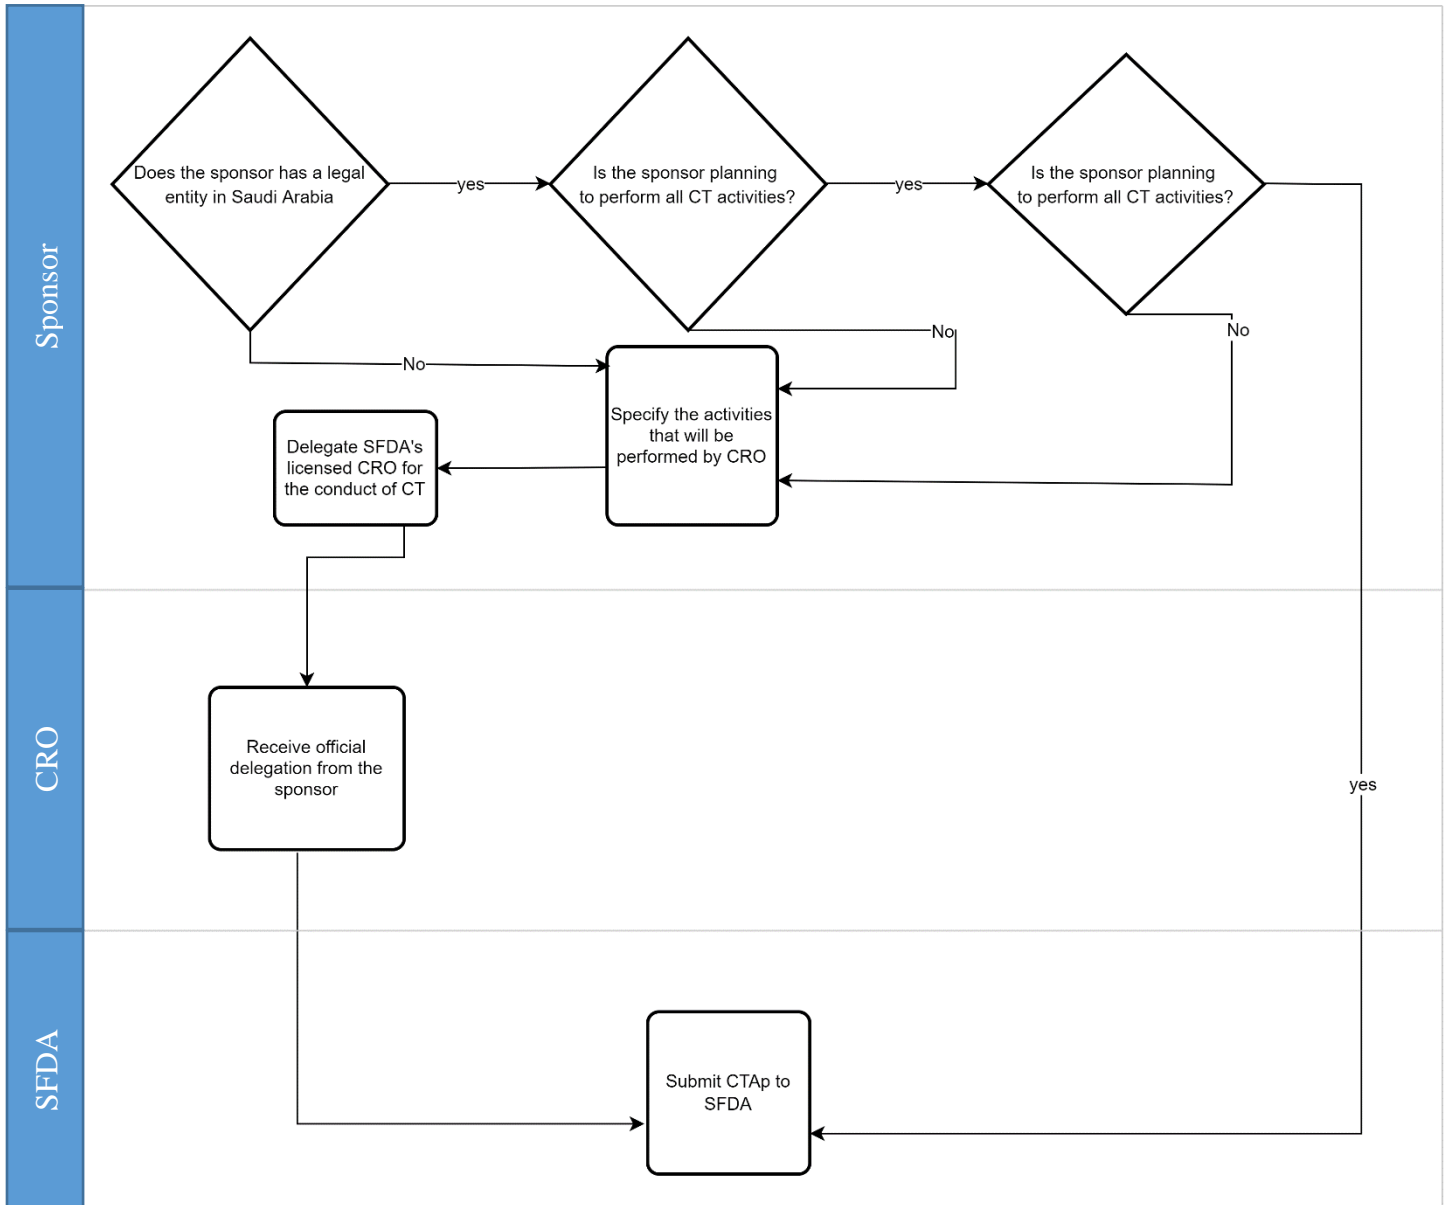 Sponsor
Does the sponsor has a legal
entity in Saudi Arabia
yes
Is the sponsor planning
to perform all CT activities?
yes
Is the sponsor planning
to perform all CT activities?
No
No
No
Specify the activities
that will be
performed by CRO
Delegate SFDA's
licensed CRO for
the conduct of CT
CRO
Receive official
delegation from the
sponsor
yes
SFDA
Submit CTAp to
SFDA